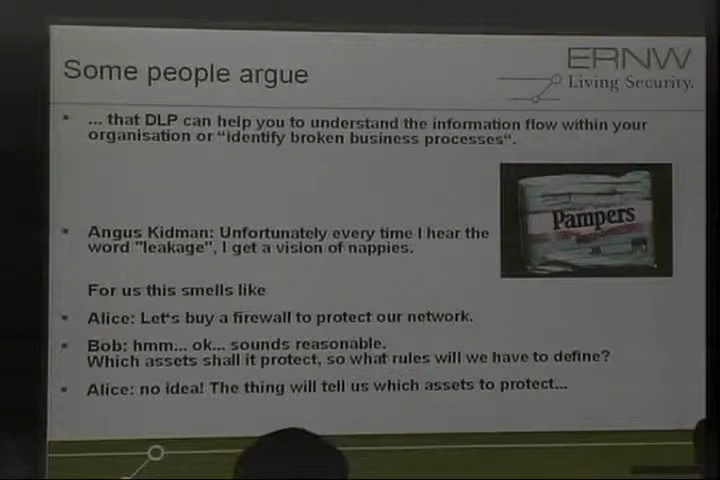 ERNW
Living Security.
Some people argue
... that DLP can help you to understand the information flow within your
organisation or "identify broken business processes".
Pampers
Angus Kidman: Unfortunately every time I hear the
word "leakage", I get a vision of nappies.
For us this smells like
Alice: Let's buy a firewall to protect our network.
Bob: hmm... ok... sounds reasonable.
Which assets shall it protect, so what rules will we have to define?
Alice: no idea! The thing will tell us which assets to protect...